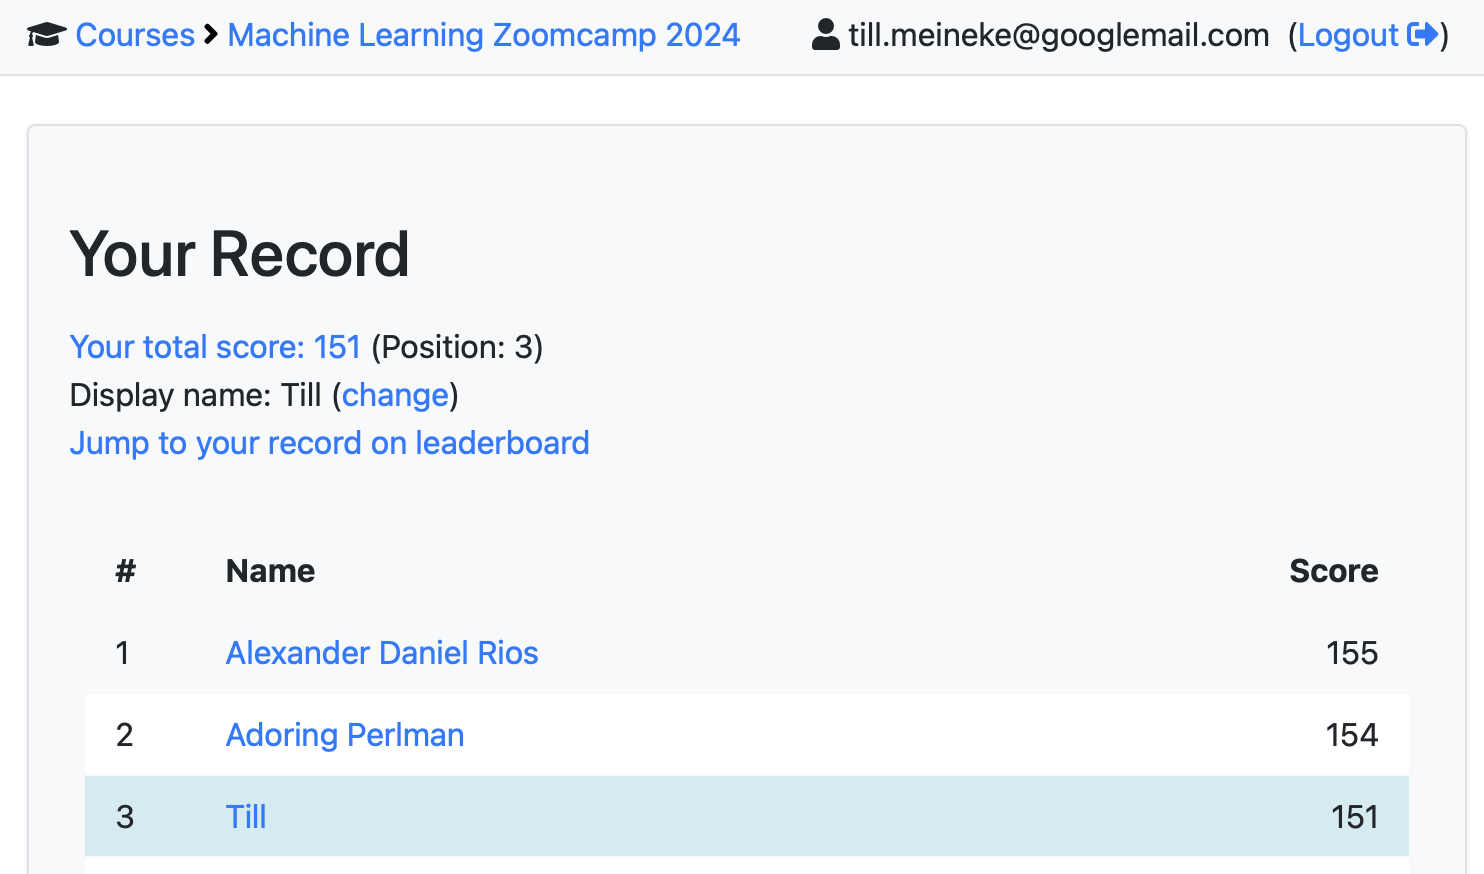 Courses Machine Learning Zoomcamp 2024 till.meineke@googlemail.com (Logout)
Your Record
Your total score: 151 (Position: 3)
Display name: Till (change)
Jump to your record on leaderboard
# Name Score
1 Alexander Daniel Rios 155
2 Adoring Perlman 154
3 Till 151